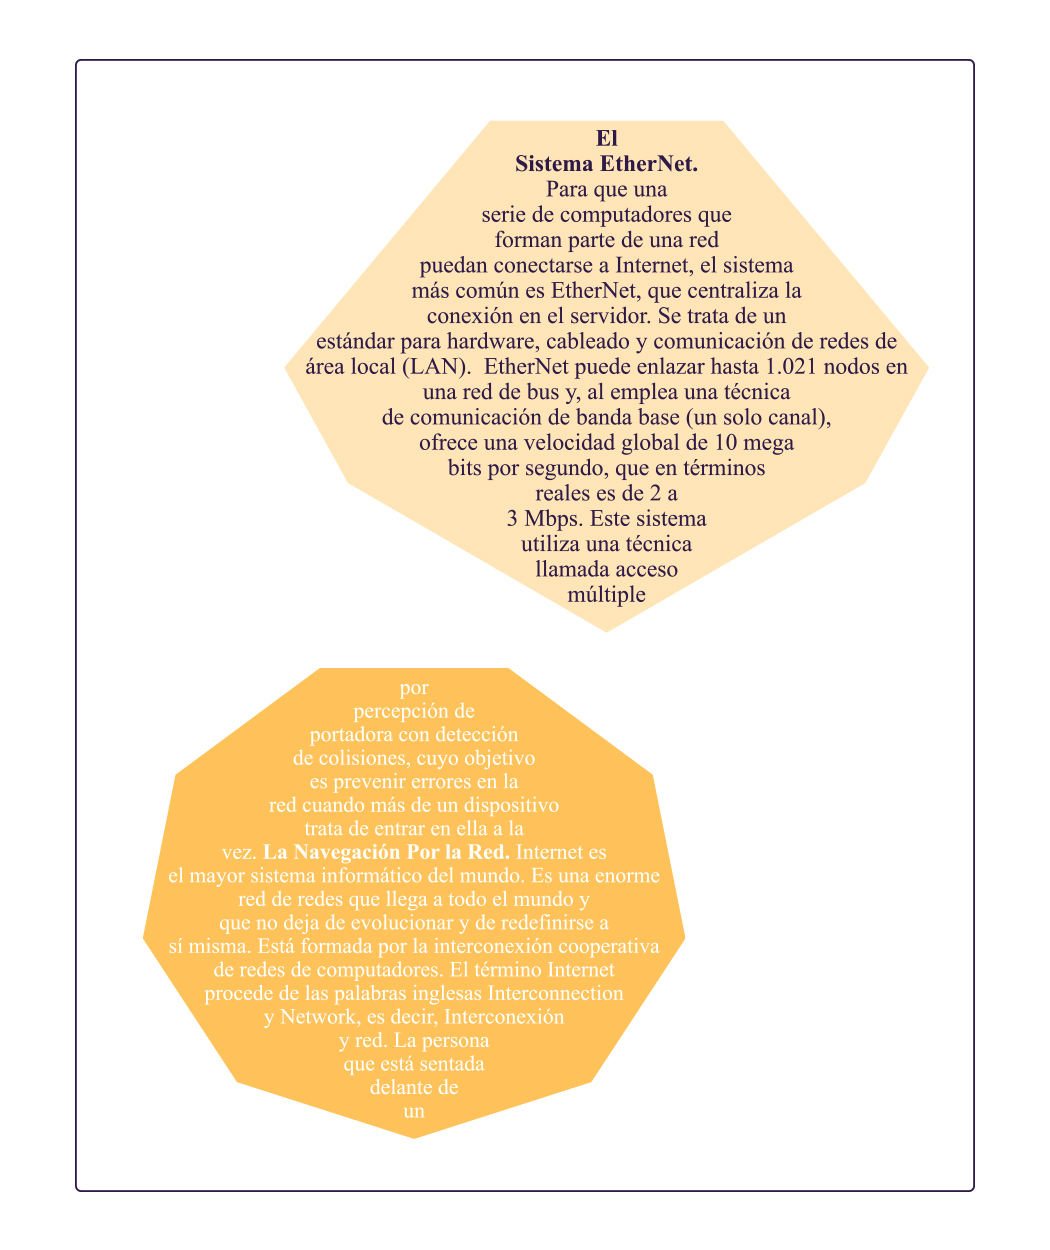 El
Sistema EtherNet.
Para que una
serie de computadores que
forman parte de una red
puedan conectarse a Internet, el sistema
más común es EtherNet, que centraliza la
conexión en el servidor. Se trata de un
estándar para hardware, cableado y comunicación de redes de
área local (LAN).  EtherNet puede enlazar hasta 1.021 nodos en
una red de bus y, al emplea una técnica
de comunicación de banda base (un solo canal),
ofrece una velocidad global de 10 mega
bits por segundo, que en términos
reales es de 2 a
3 Mbps. Este sistema
utiliza una técnica
llamada acceso
múltiple
por
percepción de
portadora con detección
de colisiones, cuyo objetivo
es prevenir errores en la
red cuando más de un dispositivo
trata de entrar en ella a la
vez. La Navegación Por la Red. Internet es
el mayor sistema informático del mundo. Es una enorme
red de redes que llega a todo el mundo y
que no deja de evolucionar y de redefinirse a
sí misma. Está formada por la interconexión cooperativa
de redes de computadores. El término Internet
procede de las palabras inglesas Interconnection
y Network, es decir, Interconexión
y red. La persona
que está sentada
delante de
un